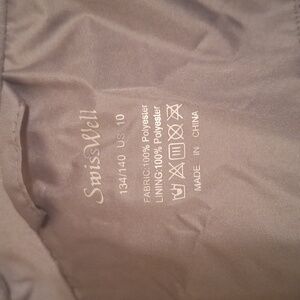 SwissWell
134/140 US 10
FABRIC:100% Polyester
LINING:100% Polyester
MADE IN CHINA